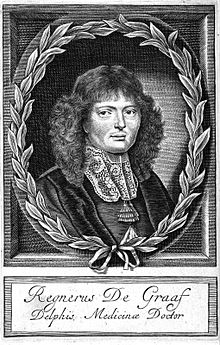 Regnerus De Graaf
Delphis, Medicinæ Doctor